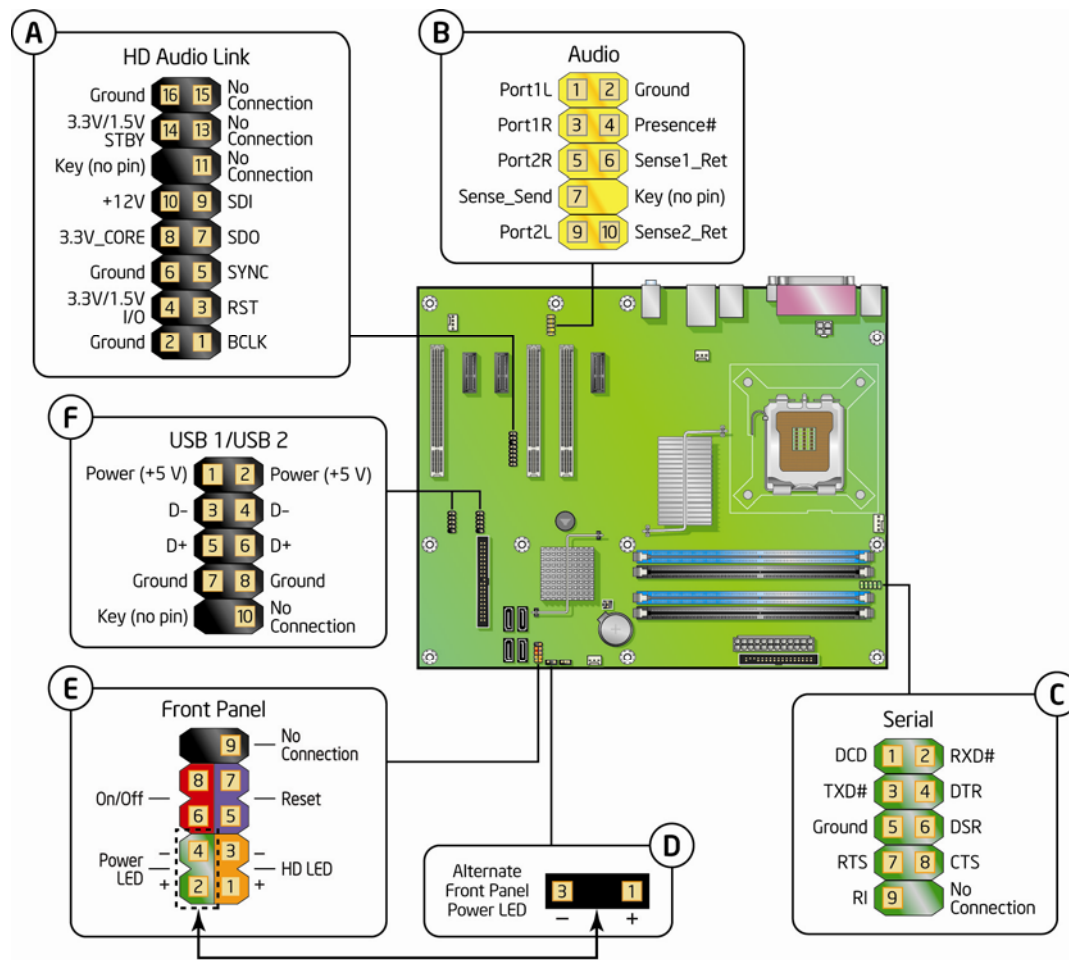 A
HD Audio Link
Ground 16 15 No Connection
3.3V/1.5V STBY 14 13 No Connection
Key (no pin) 11 No Connection
+12V 10 9 SDI
3.3V_CORE 8 7 SDO
Ground 6 5 SYNC
3.3V/1.5V I/O 4 3 RST
Ground 2 1 BCLK
B
Audio
Port1L 1 2 Ground
Port1R 3 4 Presence#
Port2R 5 6 Sense1_Ret
Sense_Send 7 Key (no pin)
Port2L 9 10 Sense2_Ret
F
USB 1/USB 2
Power (+5 V) 1 2 Power (+5 V)
D− 3 4 D−
D+ 5 6 D+
Ground 7 8 Ground
Key (no pin) 10 No Connection
E
Front Panel
9 No Connection
8 7
On/Off Reset
6 5
4 3
Power LED − − HD LED
+ 2 1 +
D
Alternate Front Panel Power LED
3 1
− +
C
Serial
DCD 1 2 RXD#
TXD# 3 4 DTR
Ground 5 6 DSR
RTS 7 8 CTS
RI 9 No Connection